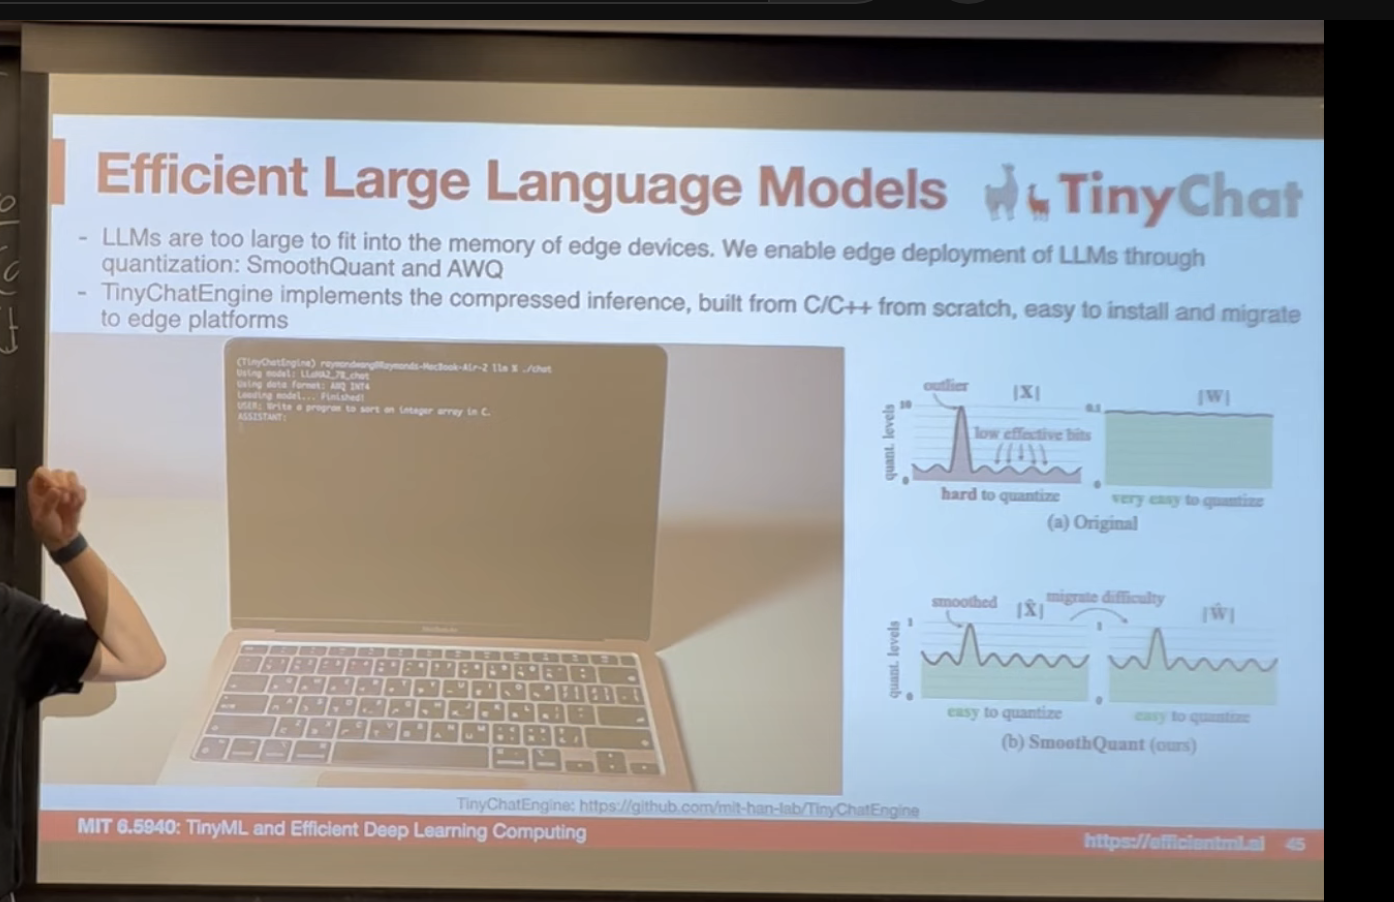 Efficient Large Language Models
TinyChat
- LLMs are too large to fit into the memory of edge devices. We enable edge deployment of LLMs through
quantization: SmoothQuant and AWQ
- TinyChatEngine implements the compressed inference, built from C/C++ from scratch, easy to install and migrate
to edge platforms
(TinyChatEngine) raymondwang@Raymonds-MacBook-Air-2 llm % ./chat
Using model: LLaMA2_7B_chat
Using data format: AWQ INT4
Loading model... Finished!
USER: Write a program to sort an integer array in C.
ASSISTANT:
MacBook Air
outlier
|X|
|W|
10
0.1
quant. levels
low effective bits
0
0
hard to quantize
very easy to quantize
(a) Original
smoothed
|X̂|
migrate difficulty
|Ŵ|
1
1
quant. levels
0
0
easy to quantize
easy to quantize
(b) SmoothQuant (ours)
TinyChatEngine: https://github.com/mit-han-lab/TinyChatEngine
MIT 6.5940: TinyML and Efficient Deep Learning Computing
https://efficientml.ai
45